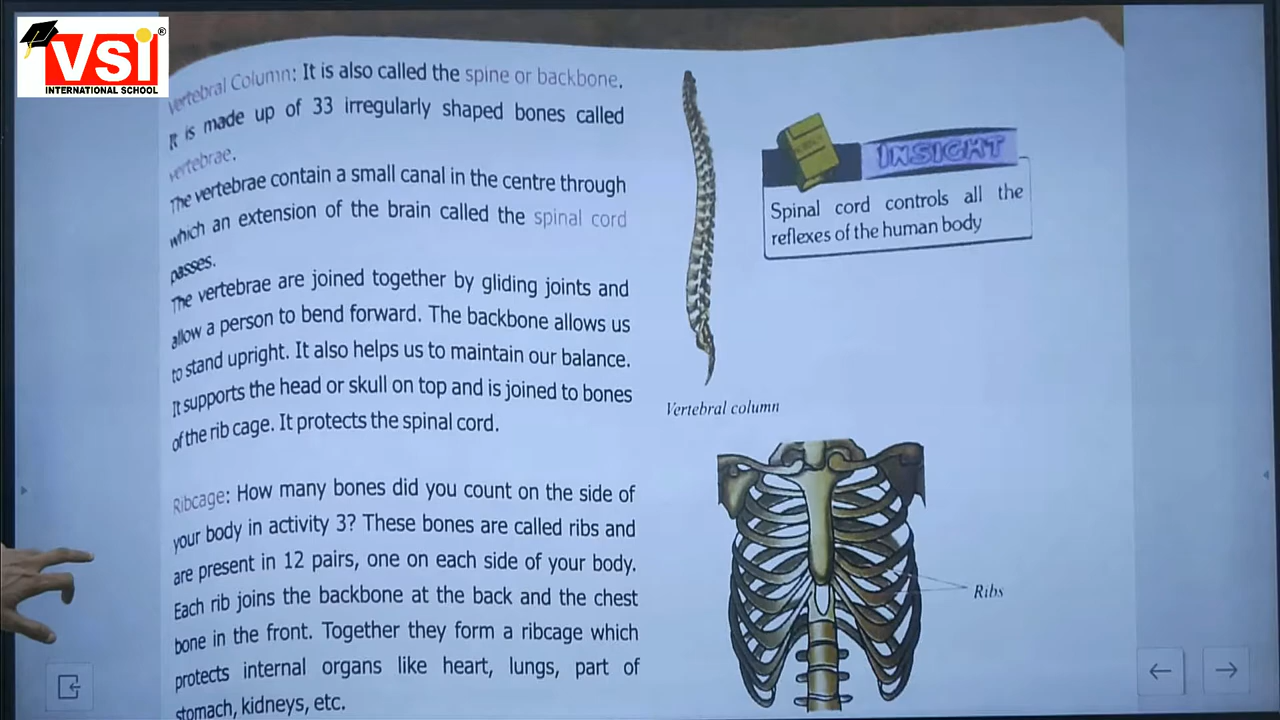 VSI
®
INTERNATIONAL SCHOOL
Vertebral Column: It is also called the spine or backbone.
It is made up of 33 irregularly shaped bones called
vertebrae.
The vertebrae contain a small canal in the centre through
which an extension of the brain called the spinal cord
passes.
The vertebrae are joined together by gliding joints and
allow a person to bend forward. The backbone allows us
to stand upright. It also helps us to maintain our balance.
It supports the head or skull on top and is joined to bones
of the rib cage. It protects the spinal cord.
Ribcage: How many bones did you count on the side of
your body in activity 3? These bones are called ribs and
are present in 12 pairs, one on each side of your body.
Each rib joins the backbone at the back and the chest
bone in the front. Together they form a ribcage which
protects internal organs like heart, lungs, part of
stomach, kidneys, etc.
INSIGHT
Spinal cord controls all the
reflexes of the human body
Vertebral column
Ribs